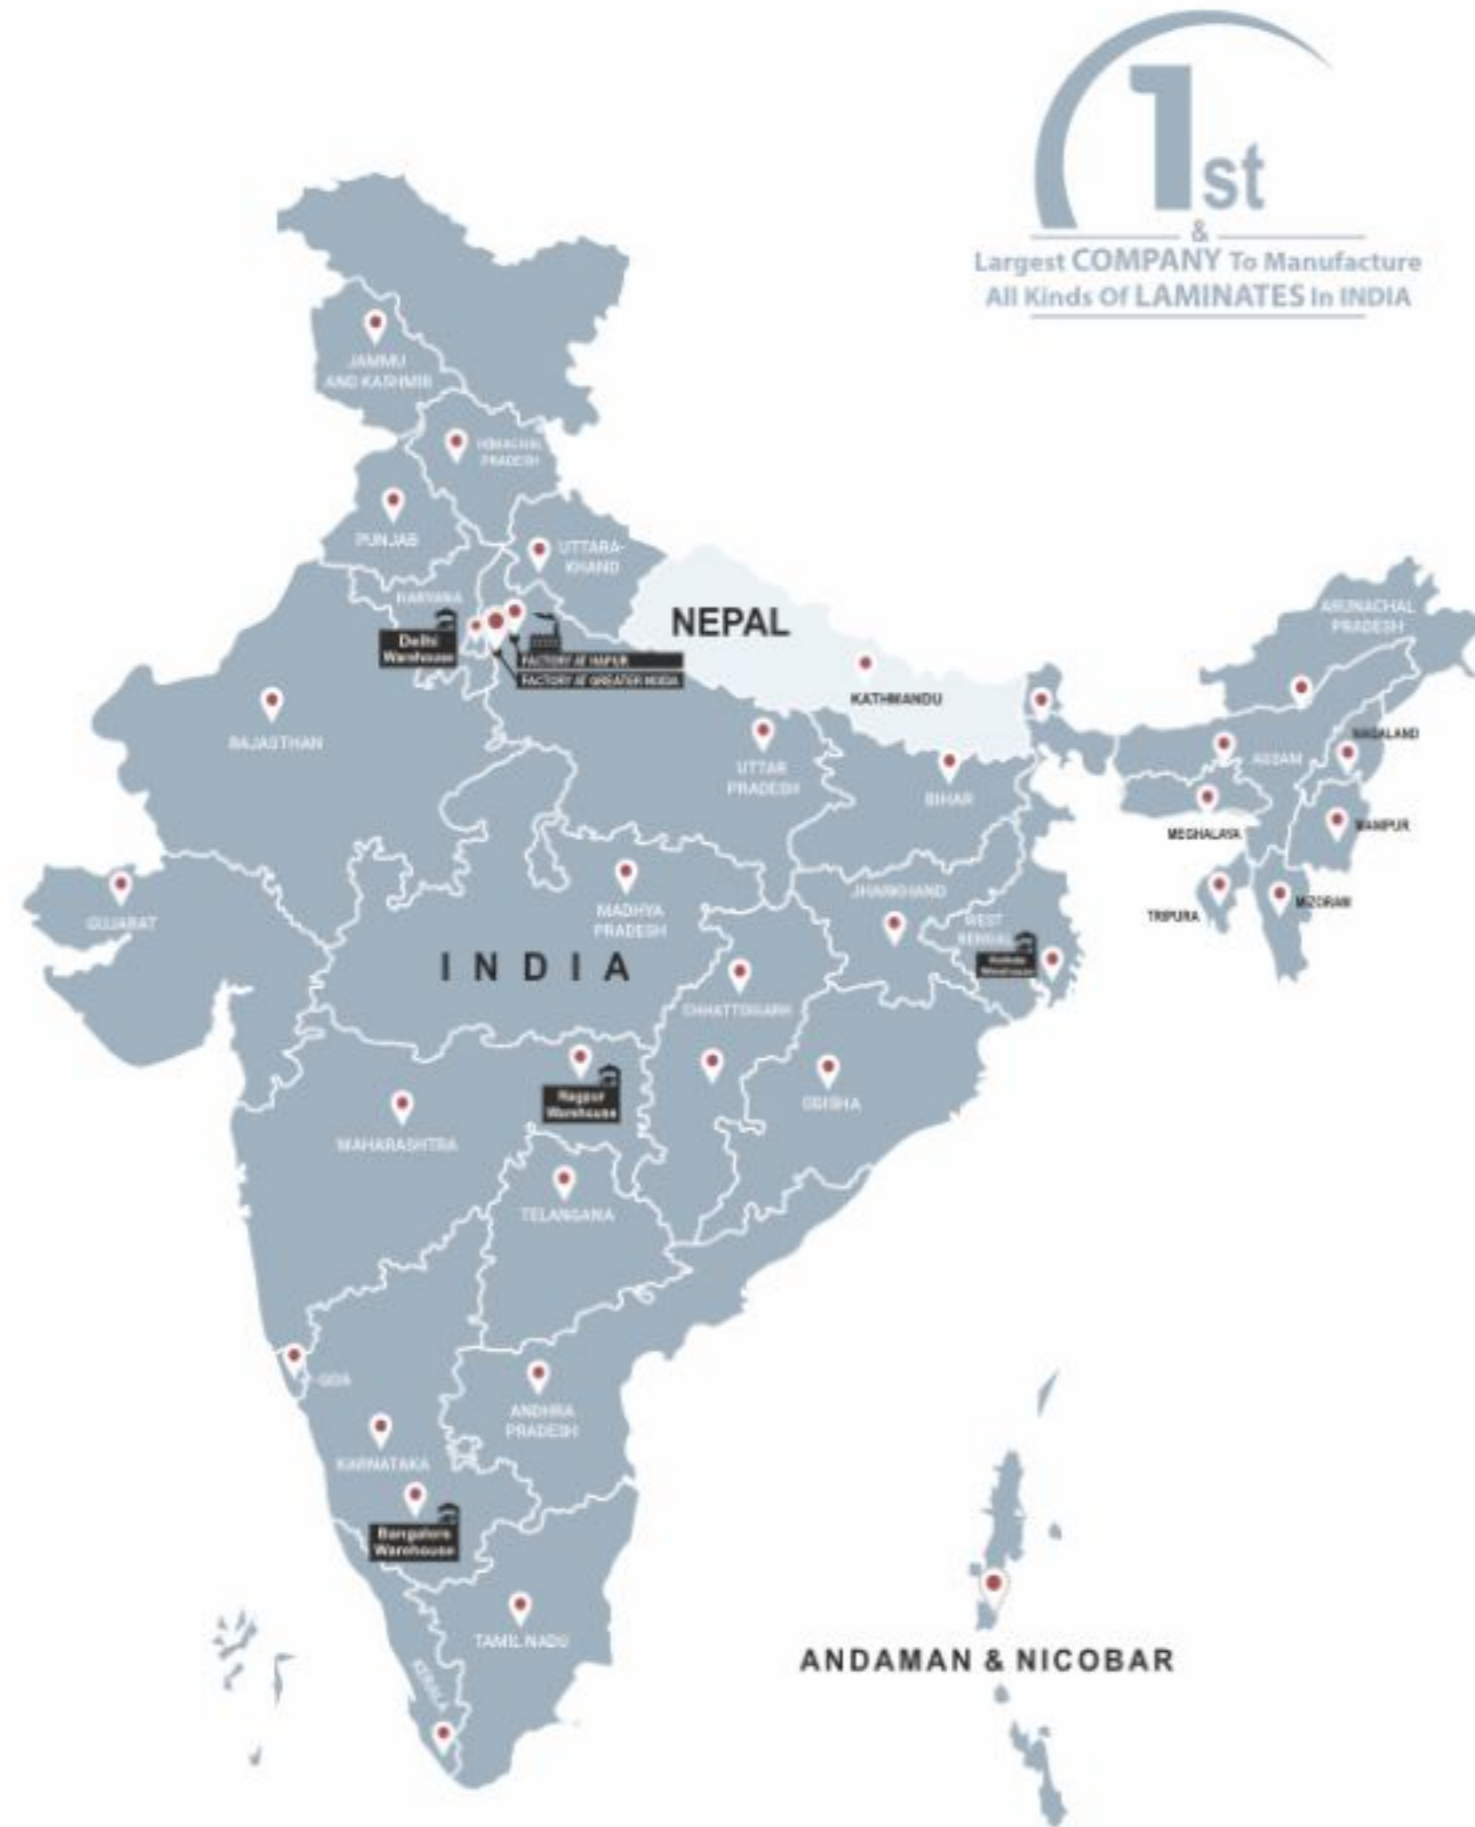 1st
&
Largest COMPANY To Manufacture
All Kinds Of LAMINATES In INDIA
JAMMU
AND KASHMIR
HIMACHAL
PRADESH
PUNJAB
UTTARA-
KHAND
HARYANA
Delhi
Warehouse
FACTORY AT HAPUR
FACTORY AT GREATER NOIDA
NEPAL
KATHMANDU
ARUNACHAL
PRADESH
RAJASTHAN
UTTAR
PRADESH
BIHAR
NAGALAND
ASSAM
MEGHALAYA
MANIPUR
GUJARAT
MADHYA
PRADESH
JHARKHAND
WEST
BENGAL
Kolkata
Warehouse
TRIPURA
MIZORAM
INDIA
CHHATTISGARH
Nagpur
Warehouse
ODISHA
MAHARASHTRA
TELANGANA
GOA
ANDHRA
PRADESH
KARNATAKA
Bangalore
Warehouse
TAMIL NADU
KERALA
ANDAMAN & NICOBAR